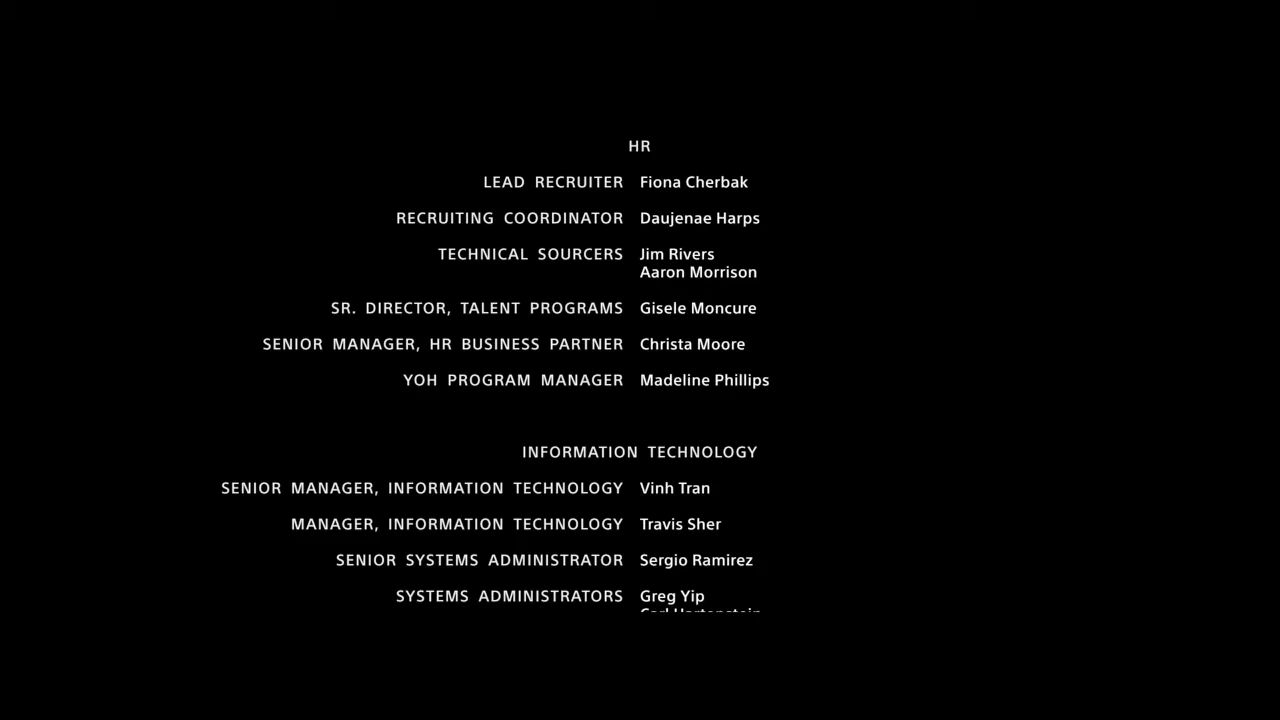 HR
LEAD RECRUITER Fiona Cherbak
RECRUITING COORDINATOR Daujenae Harps
TECHNICAL SOURCERS Jim Rivers
Aaron Morrison
SR. DIRECTOR, TALENT PROGRAMS Gisele Moncure
SENIOR MANAGER, HR BUSINESS PARTNER Christa Moore
YOH PROGRAM MANAGER Madeline Phillips
INFORMATION TECHNOLOGY
SENIOR MANAGER, INFORMATION TECHNOLOGY Vinh Tran
MANAGER, INFORMATION TECHNOLOGY Travis Sher
SENIOR SYSTEMS ADMINISTRATOR Sergio Ramirez
SYSTEMS ADMINISTRATORS Greg Yip